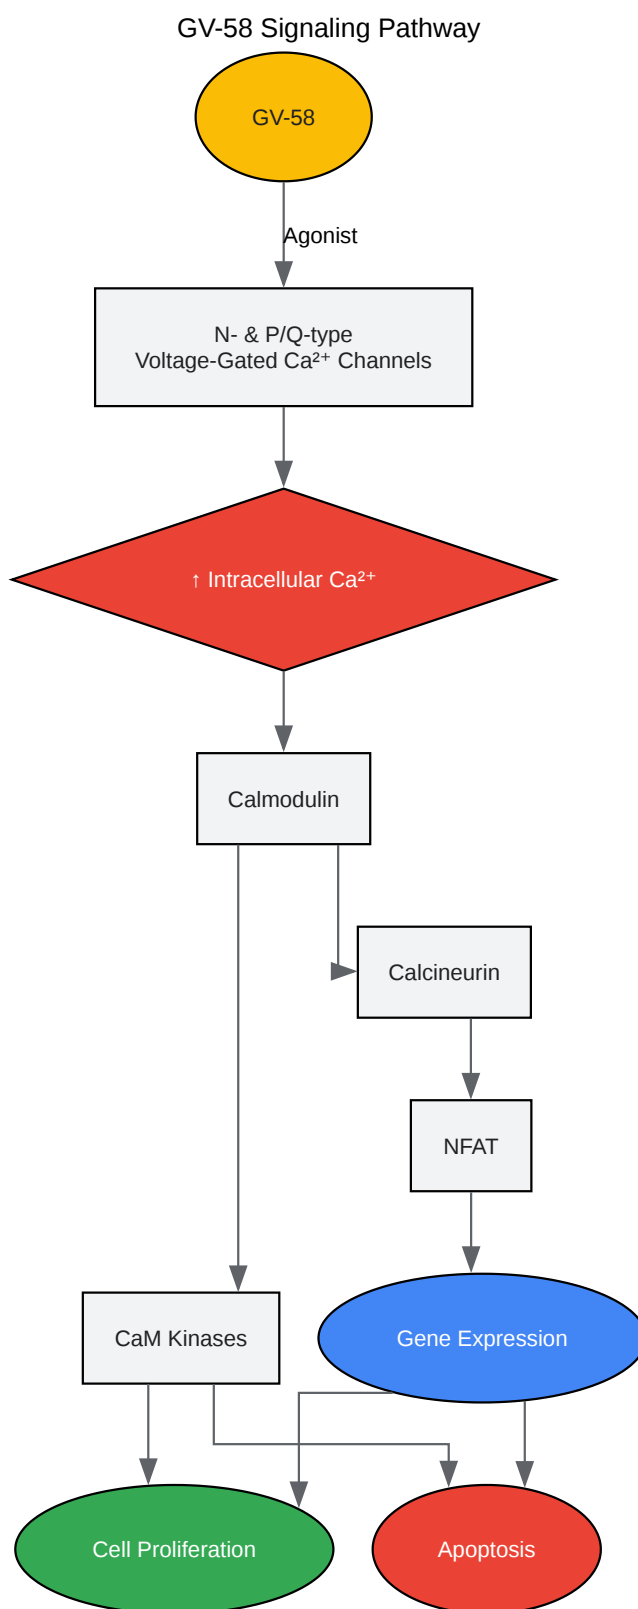 GV-58 Signaling Pathway
GV-58
Agonist
N- & P/Q-type
Voltage-Gated Ca²⁺ Channels
↑ Intracellular Ca²⁺
Calmodulin
Calcineurin
NFAT
CaM Kinases
Gene Expression
Cell Proliferation
Apoptosis